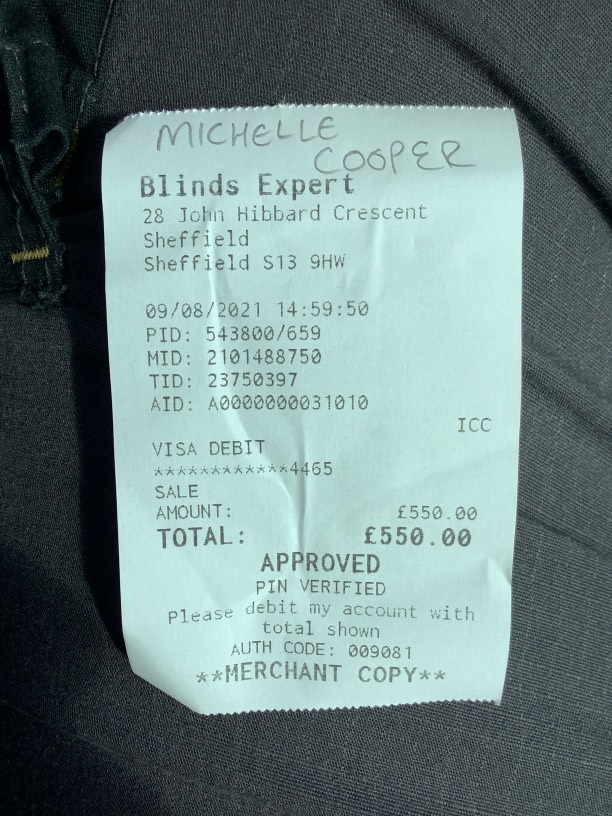 MICHELLE
COOPER
Blinds Expert
28 John Hibbard Crescent
Sheffield
Sheffield S13 9HW
09/08/2021 14:59:50
PID: 543800/659
MID: 2101488750
TID: 23750397
AID: A0000000031010
ICC
VISA DEBIT
************4465
SALE
AMOUNT: £550.00
TOTAL: £550.00
APPROVED
PIN VERIFIED
Please debit my account with
total shown
AUTH CODE: 009081
**MERCHANT COPY**